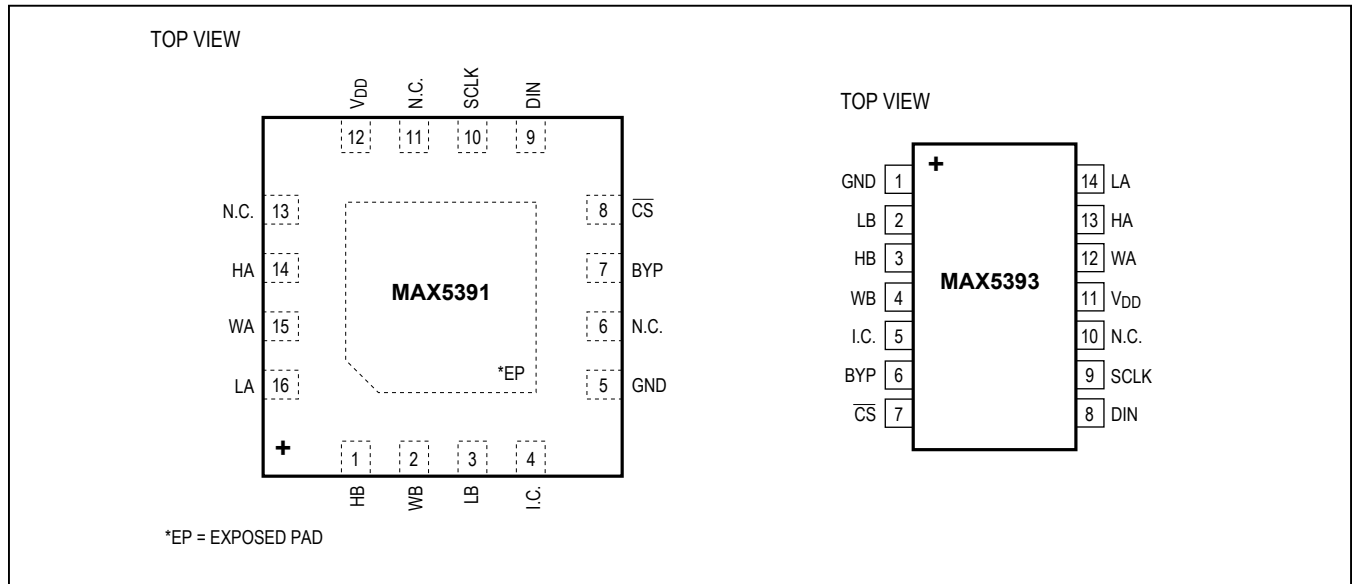 TOP VIEW
VDD
N.C.
SCLK
DIN
12
11
10
9
N.C. 13
HA 14
WA 15
LA 16
8 C̅S̅
7 BYP
6 N.C.
5 GND
MAX5391
*EP
+
1
2
3
4
HB
WB
LB
I.C.
*EP = EXPOSED PAD
TOP VIEW
+
MAX5393
GND 1
LB 2
HB 3
WB 4
I.C. 5
BYP 6
C̅S̅ 7
14 LA
13 HA
12 WA
11 VDD
10 N.C.
9 SCLK
8 DIN